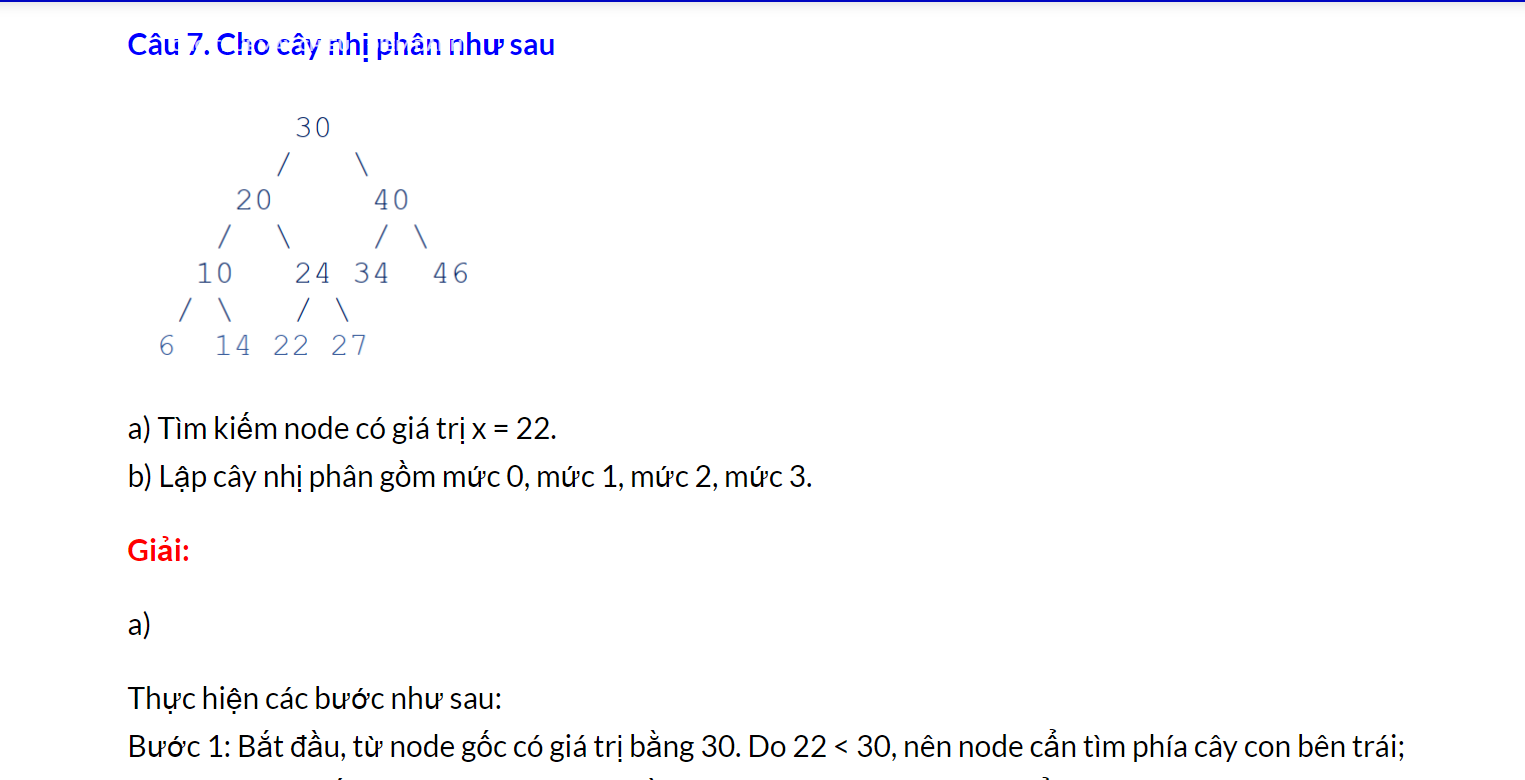 Câu 7. Cho cây nhị phân như sau
30
/ \
20 40
/ \ / \
10 24 34 46
/ \ / \
6 14 22 27
a) Tìm kiếm node có giá trị x = 22.
b) Lập cây nhị phân gồm mức 0, mức 1, mức 2, mức 3.
Giải:
a)
Thực hiện các bước như sau:
Bước 1: Bắt đầu, từ node gốc có giá trị bằng 30. Do 22 < 30, nên node cẩn tìm phía cây con bên trái;